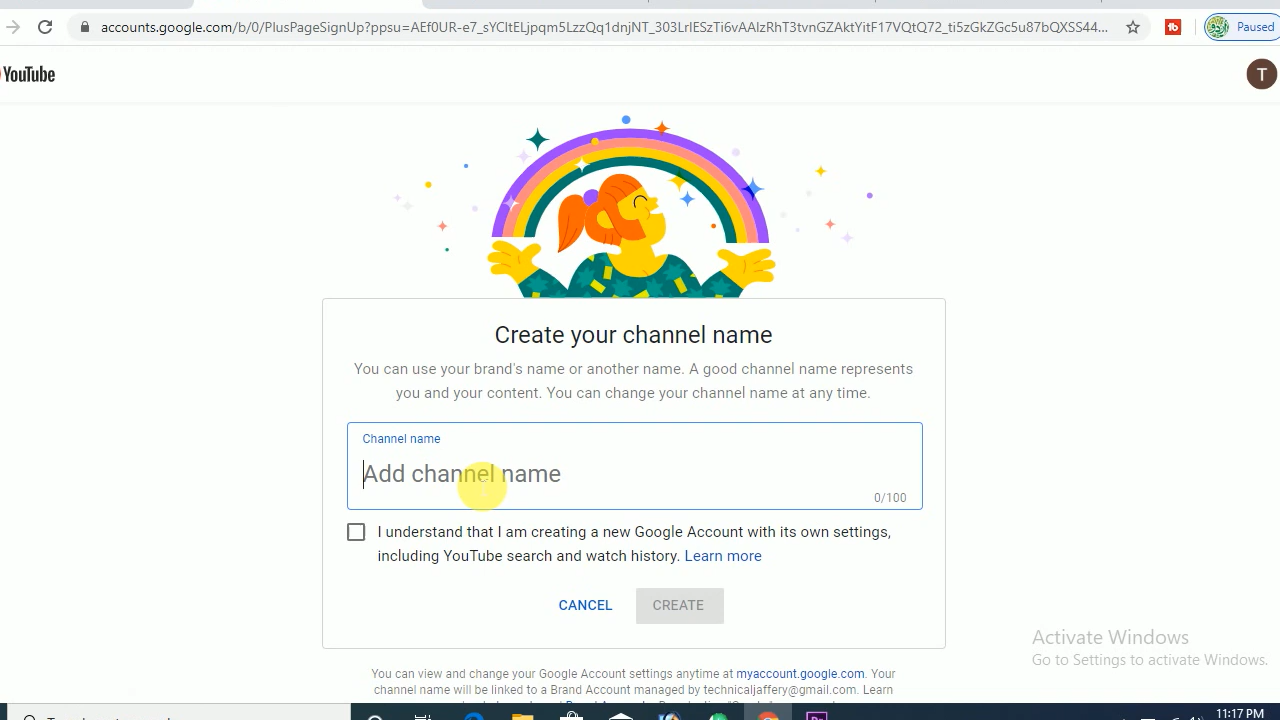 accounts.google.com/b/0/PlusPageSignUp?ppsu=AEf0UR-e7_sYCltELjpqm5LzzQq1dnjNT_303LrlESzTi6vAAIzRhT3tvnGZAktYitF17VQtQ72_ti5zGkZGc5u87bQXSS44...
Paused
YouTube
T
Create your channel name
You can use your brand's name or another name. A good channel name represents
you and your content. You can change your channel name at any time.
Channel name
Add channel name
0/100
I understand that I am creating a new Google Account with its own settings,
including YouTube search and watch history. Learn more
CANCEL
CREATE
Activate Windows
Go to Settings to activate Windows.
You can view and change your Google Account settings anytime at myaccount.google.com. Your
channel name will be linked to a Brand Account managed by technicaljaffery@gmail.com. Learn
11:17 PM